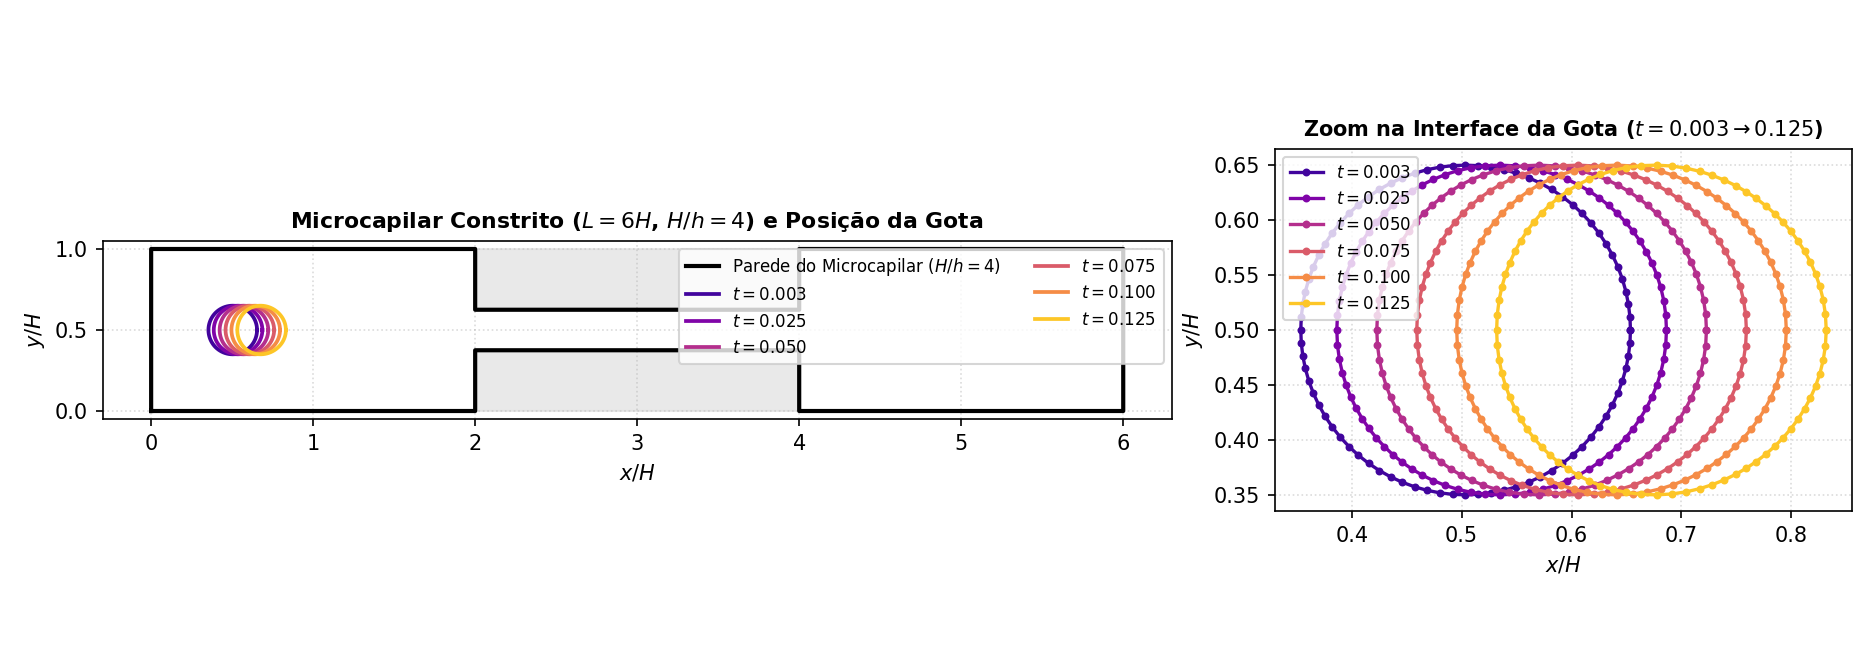 Microcapilar Constrito (L = 6H, H/h = 4) e Posição da Gota
1.0
0.5
0.0
y/H
Parede do Microcapilar (H/h = 4)
t = 0.003
t = 0.025
t = 0.050
t = 0.075
t = 0.100
t = 0.125
0 1 2 3 4 5 6
x/H
Zoom na Interface da Gota (t = 0.003 → 0.125)
0.65
0.60
0.55
0.50
0.45
0.40
0.35
y/H
t = 0.003
t = 0.025
t = 0.050
t = 0.075
t = 0.100
t = 0.125
0.4 0.5 0.6 0.7 0.8
x/H